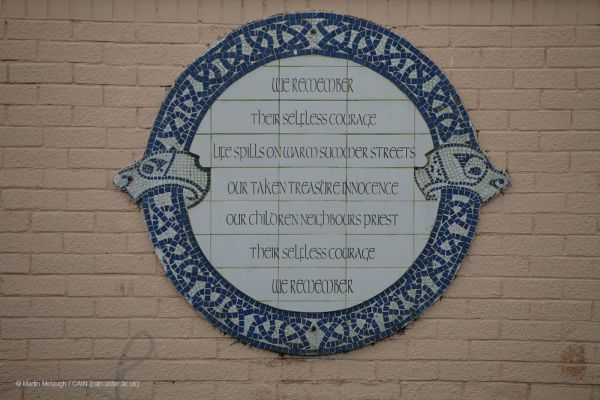 WE REMEMBER
THEIR SELFLESS COURAGE
LIFE SPILLS ON WARM SUMMER STREETS
OUR TAKEN TREASURE INNOCENCE
OUR CHILDREN NEIGHBOURS PRIEST
THEIR SELFLESS COURAGE
WE REMEMBER
© Martin Melaugh / CAIN (cain.ulster.ac.uk)